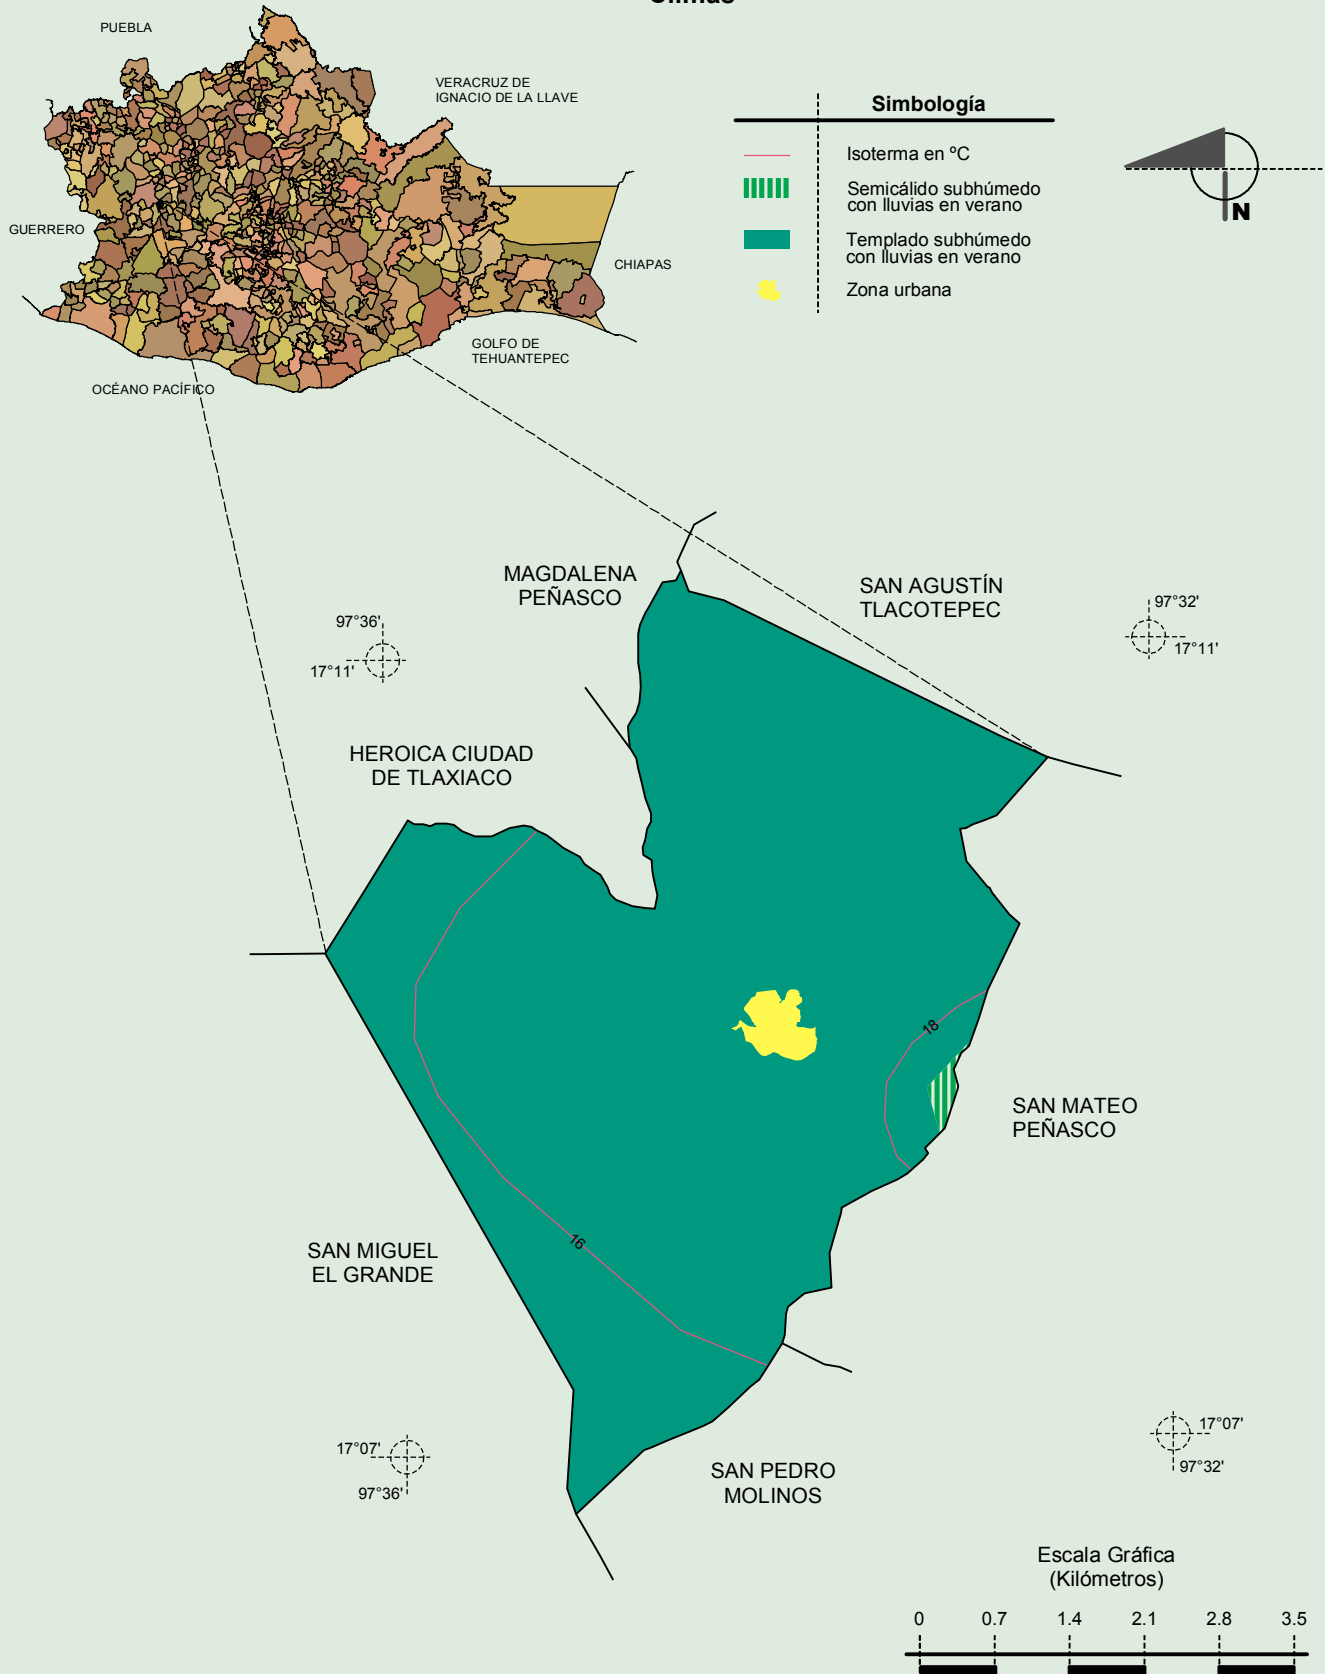 Climas
PUEBLA
VERACRUZ DE
IGNACIO DE LA LLAVE
GUERRERO
CHIAPAS
GOLFO DE
TEHUANTEPEC
OCÉANO PACÍFICO
Simbología
Isoterma en ºC
Semicálido subhúmedo
con lluvias en verano
Templado subhúmedo
con lluvias en verano
Zona urbana
N
MAGDALENA
PEÑASCO
SAN AGUSTÍN
TLACOTEPEC
97°36'
17°11'
97°32'
17°11'
HEROICA CIUDAD
DE TLAXIACO
18
SAN MATEO
PEÑASCO
16
SAN MIGUEL
EL GRANDE
17°07'
97°36'
17°07'
97°32'
SAN PEDRO
MOLINOS
Escala Gráfica
(Kilómetros)
0 0.7 1.4 2.1 2.8 3.5